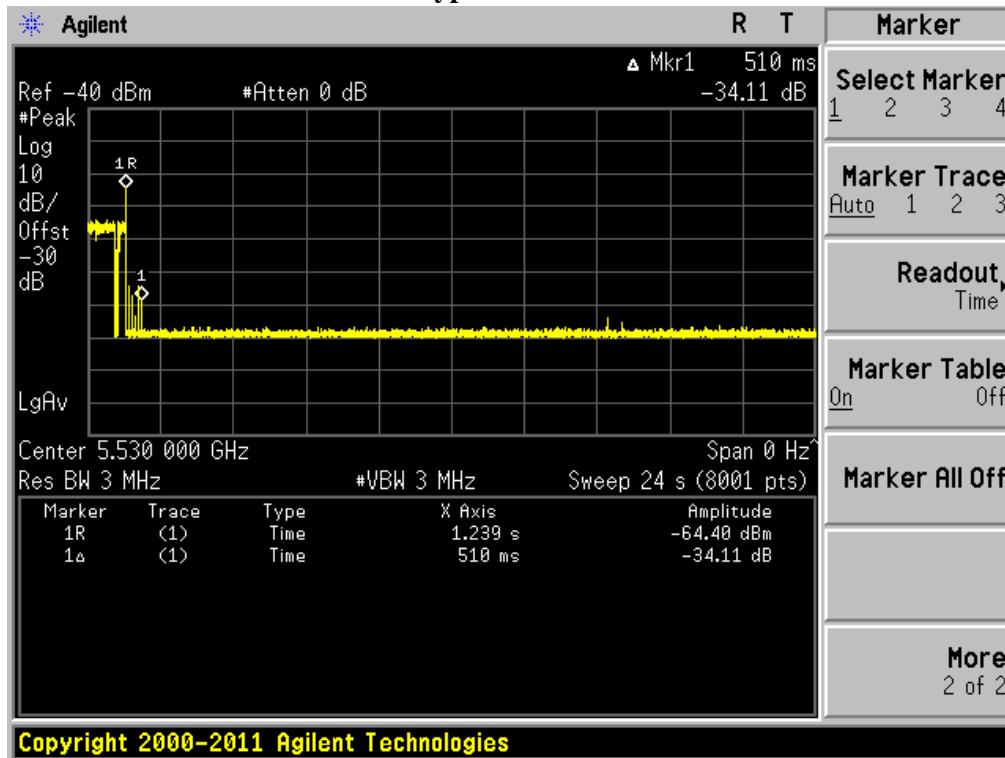 Agilent R T
Δ Mkr1 510 ms
Ref -40 dBm #Atten 0 dB -34.11 dB
#Peak
Log
10
dB/
Offst
-30
dB
1R
1
LgAv
Center 5.530 000 GHz Span 0 Hz^
Res BW 3 MHz #VBW 3 MHz Sweep 24 s (8001 pts)
Marker Trace Type X Axis Amplitude
1R (1) Time 1.239 s -64.40 dBm
1Δ (1) Time 510 ms -34.11 dB
Marker
Select Marker
1 2 3 4
Marker Trace
Auto 1 2 3
Readout
Time
Marker Table
On Off
Marker All Off
More
2 of 2
Copyright 2000-2011 Agilent Technologies